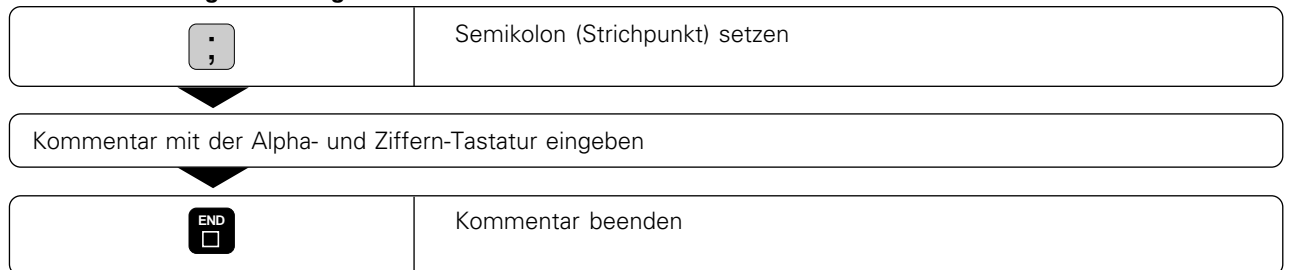 ;
Semikolon (Strichpunkt) setzen
Kommentar mit der Alpha- und Ziffern-Tastatur eingeben
END
Kommentar beenden